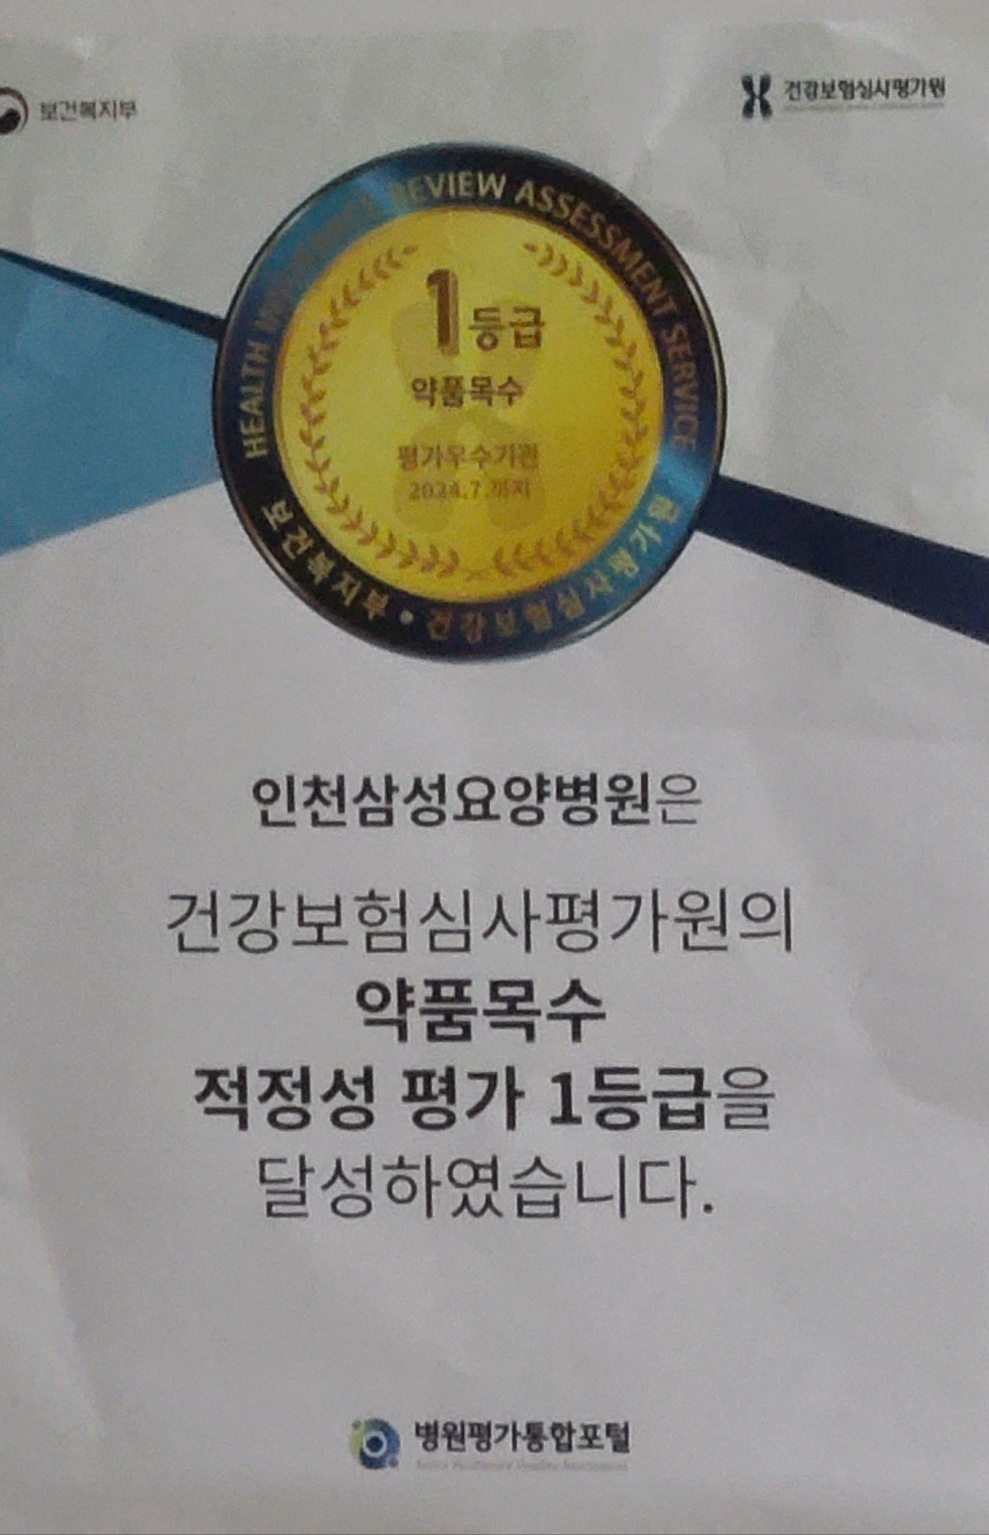 보건복지부
건강보험심사평가원
HEALTH INSURANCE REVIEW ASSESSMENT SERVICE
1등급
약품목수
평가우수기관
2024.7.까지
보건복지부 • 건강보험심사평가원
인천삼성요양병원은
건강보험심사평가원의
약품목수
적정성 평가 1등급을
달성하였습니다.
병원평가통합포털